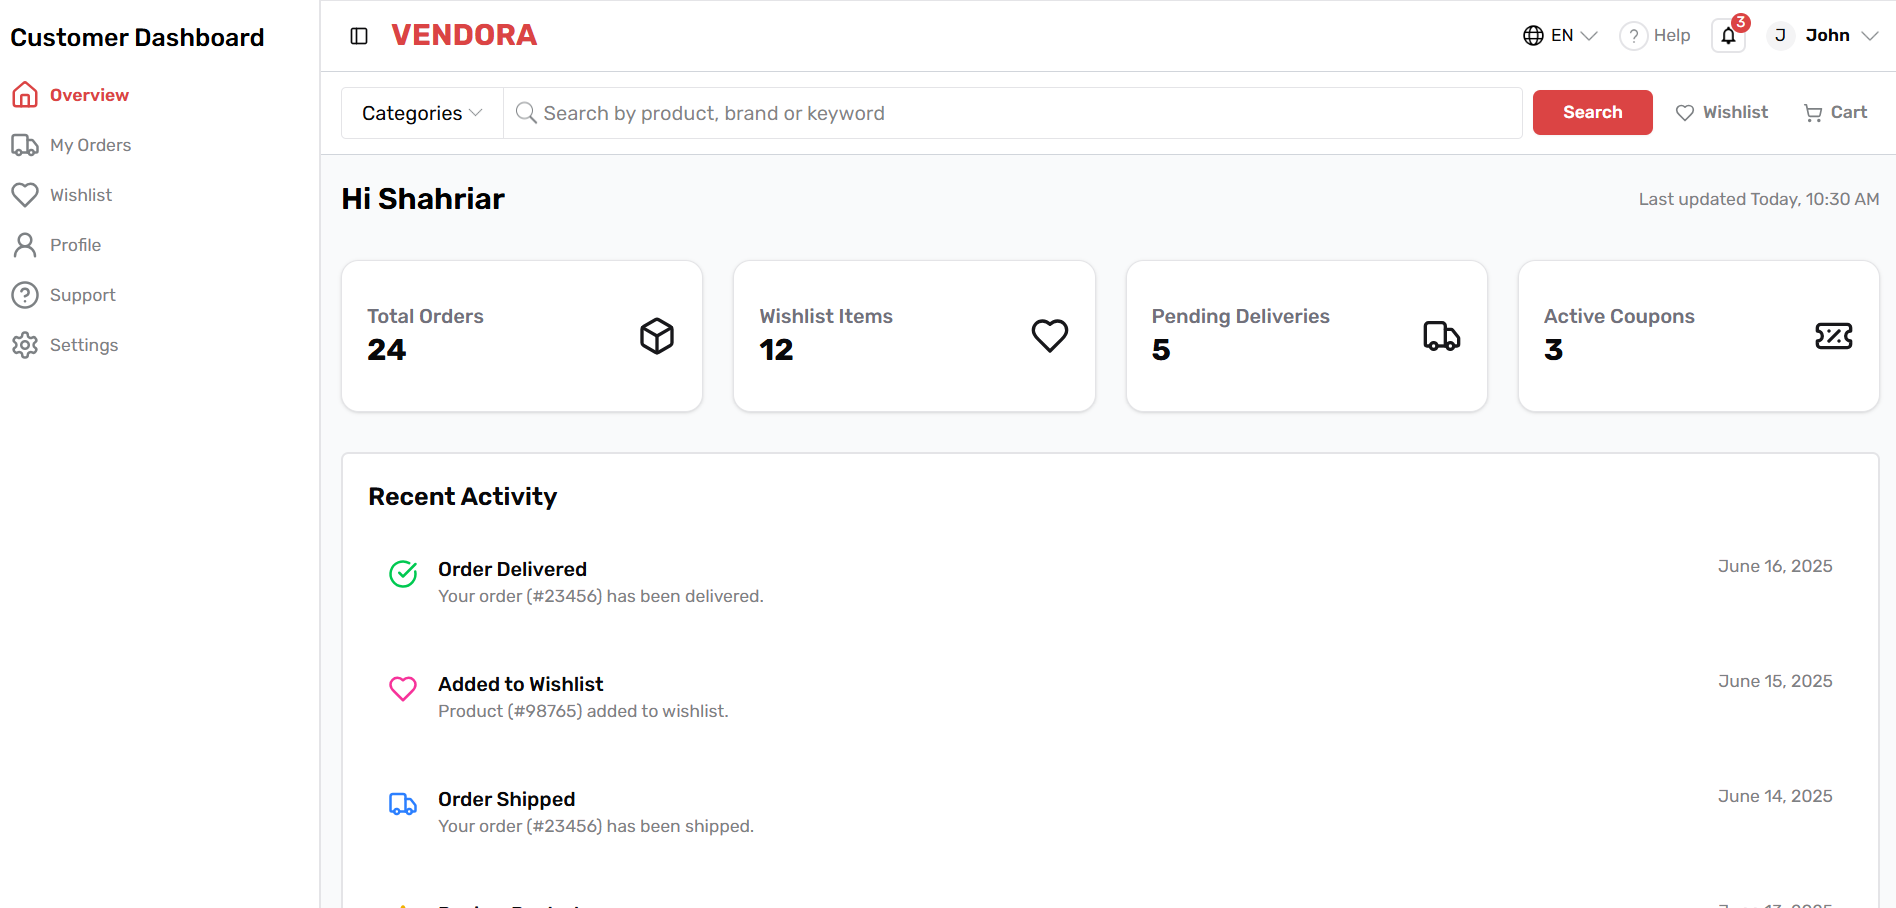 Customer Dashboard
Overview
My Orders
Wishlist
Profile
Support
Settings
VENDORA
EN
? Help
3
J John
Categories
Search by product, brand or keyword
Search
Wishlist
Cart
Hi Shahriar
Last updated Today, 10:30 AM
Total Orders
24
Wishlist Items
12
Pending Deliveries
5
Active Coupons
3
Recent Activity
Order Delivered
June 16, 2025
Your order (#23456) has been delivered.
Added to Wishlist
June 15, 2025
Product (#98765) added to wishlist.
Order Shipped
June 14, 2025
Your order (#23456) has been shipped.